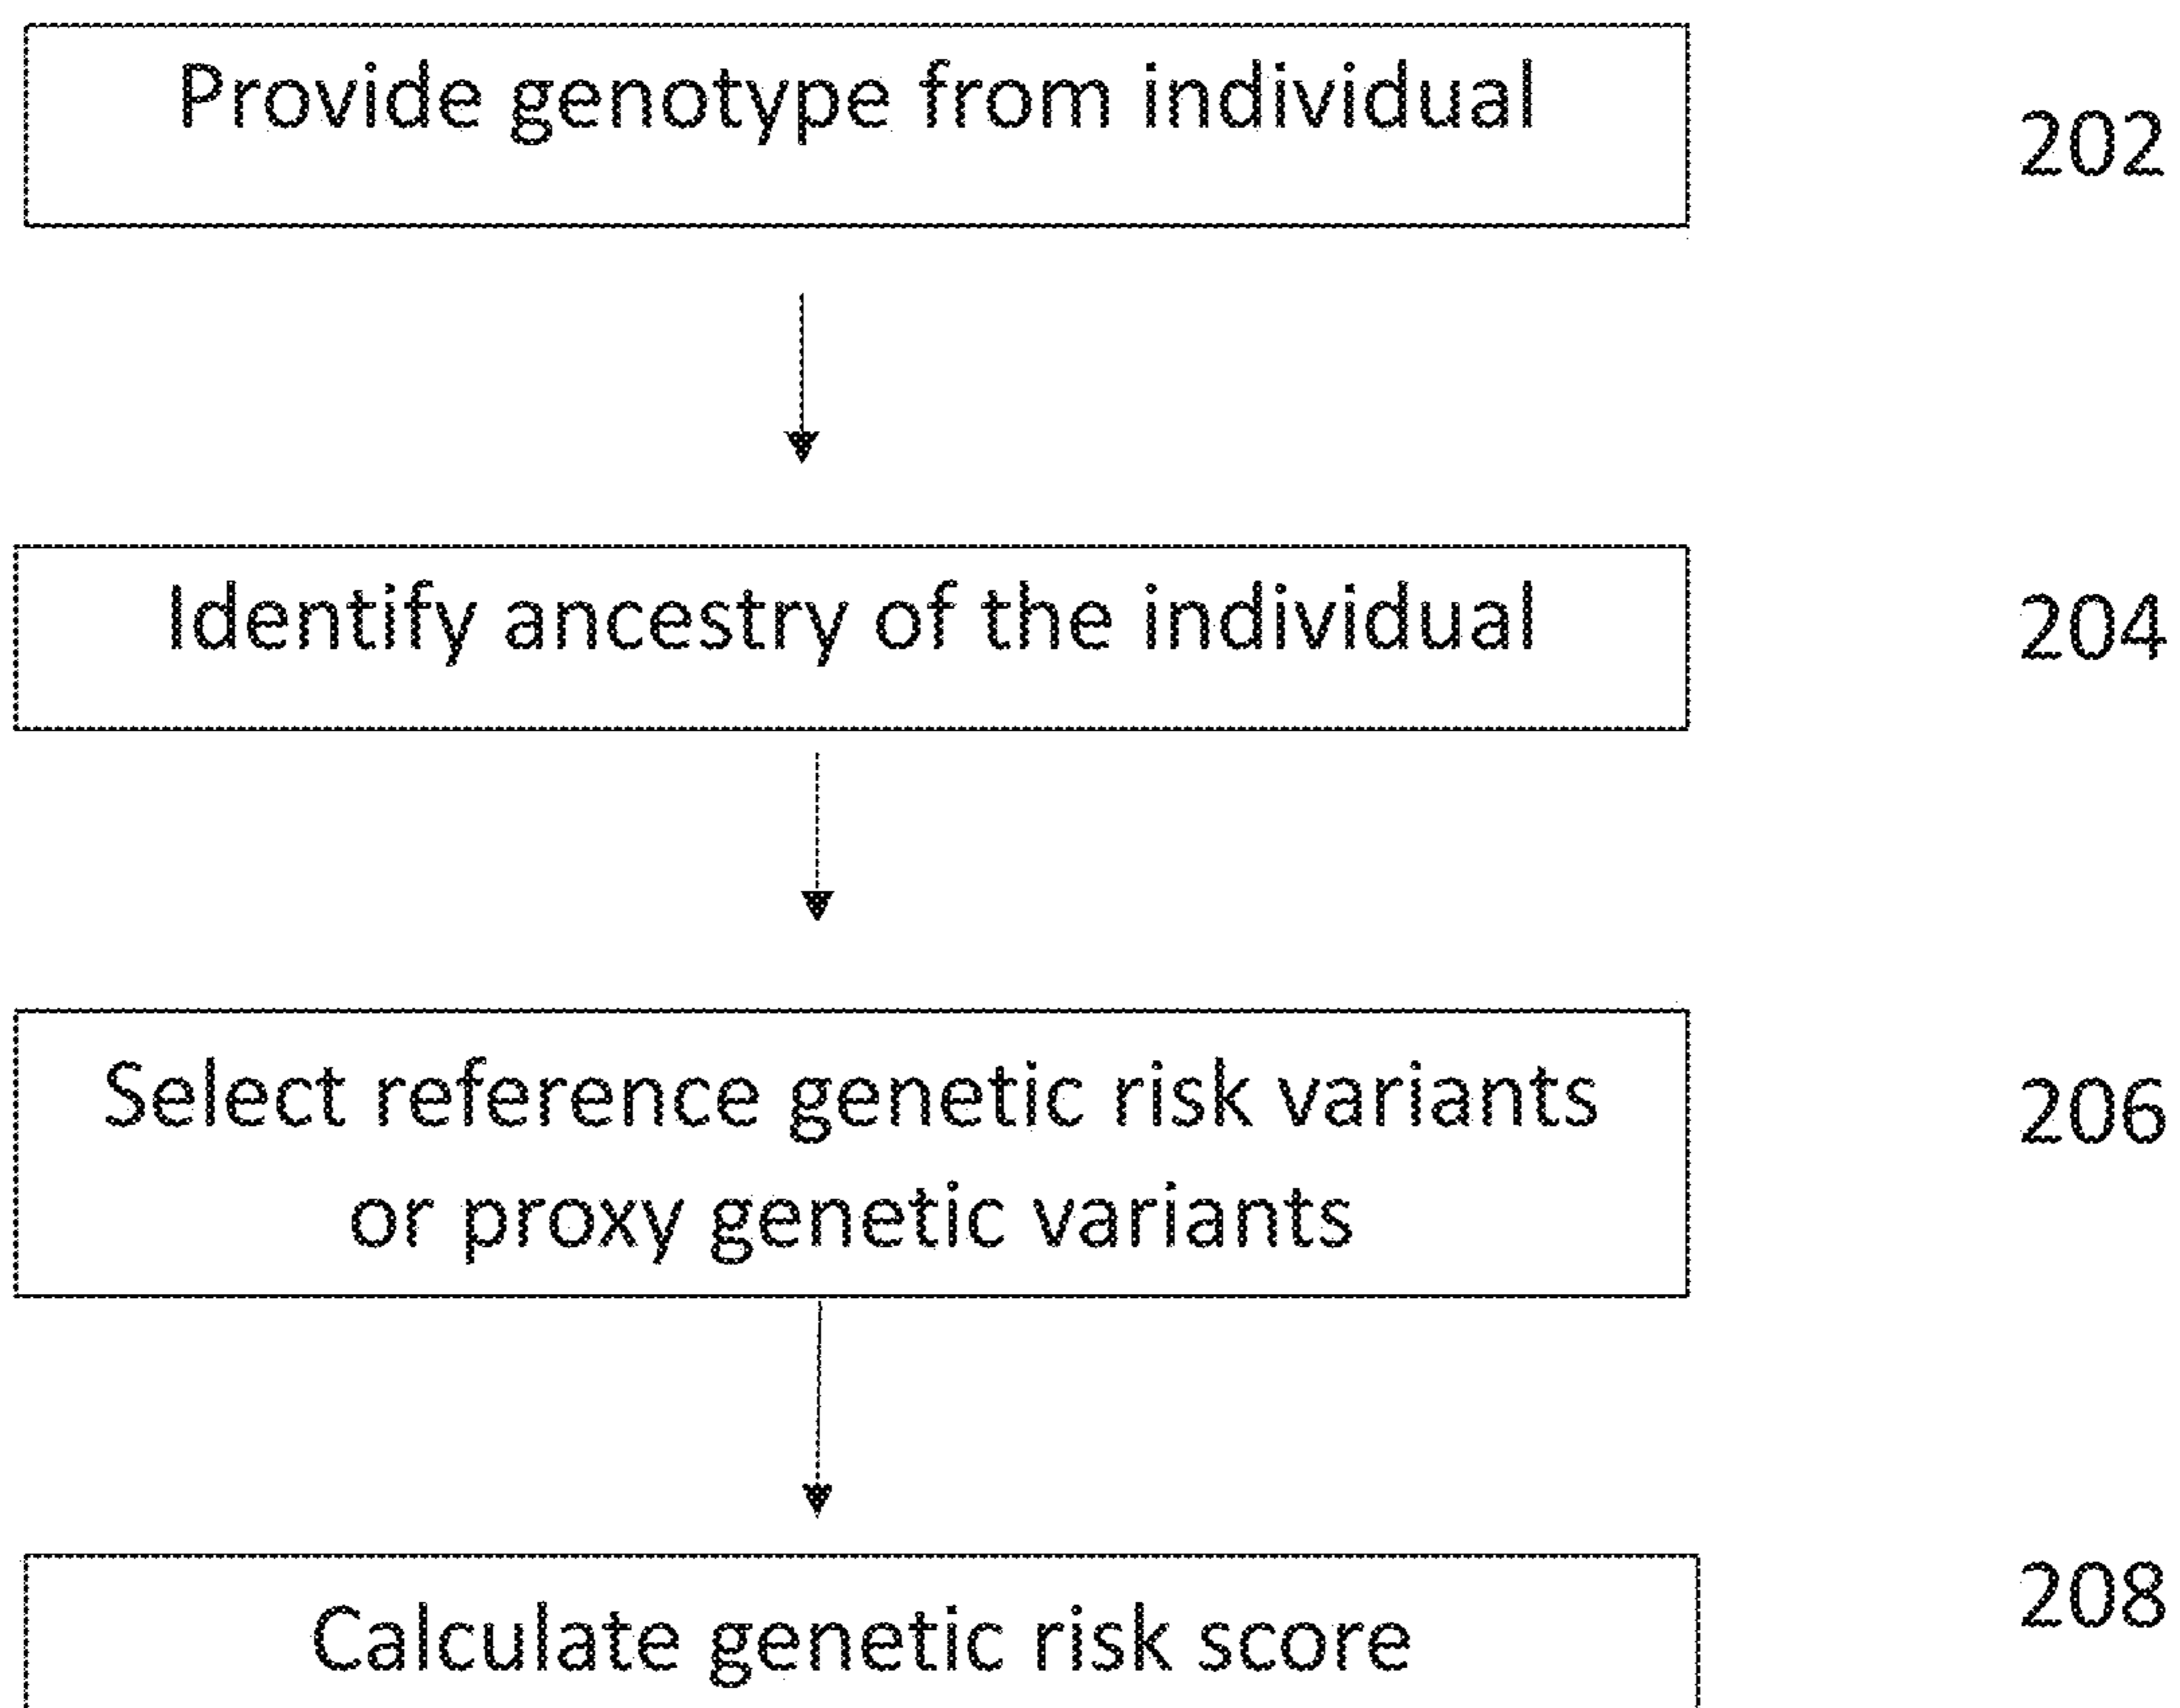 Provide genotype from individual
202
Identify ancestry of the individual
204
Select reference genetic risk variants
206
or proxy genetic variants
208
Calculate genetic risk score